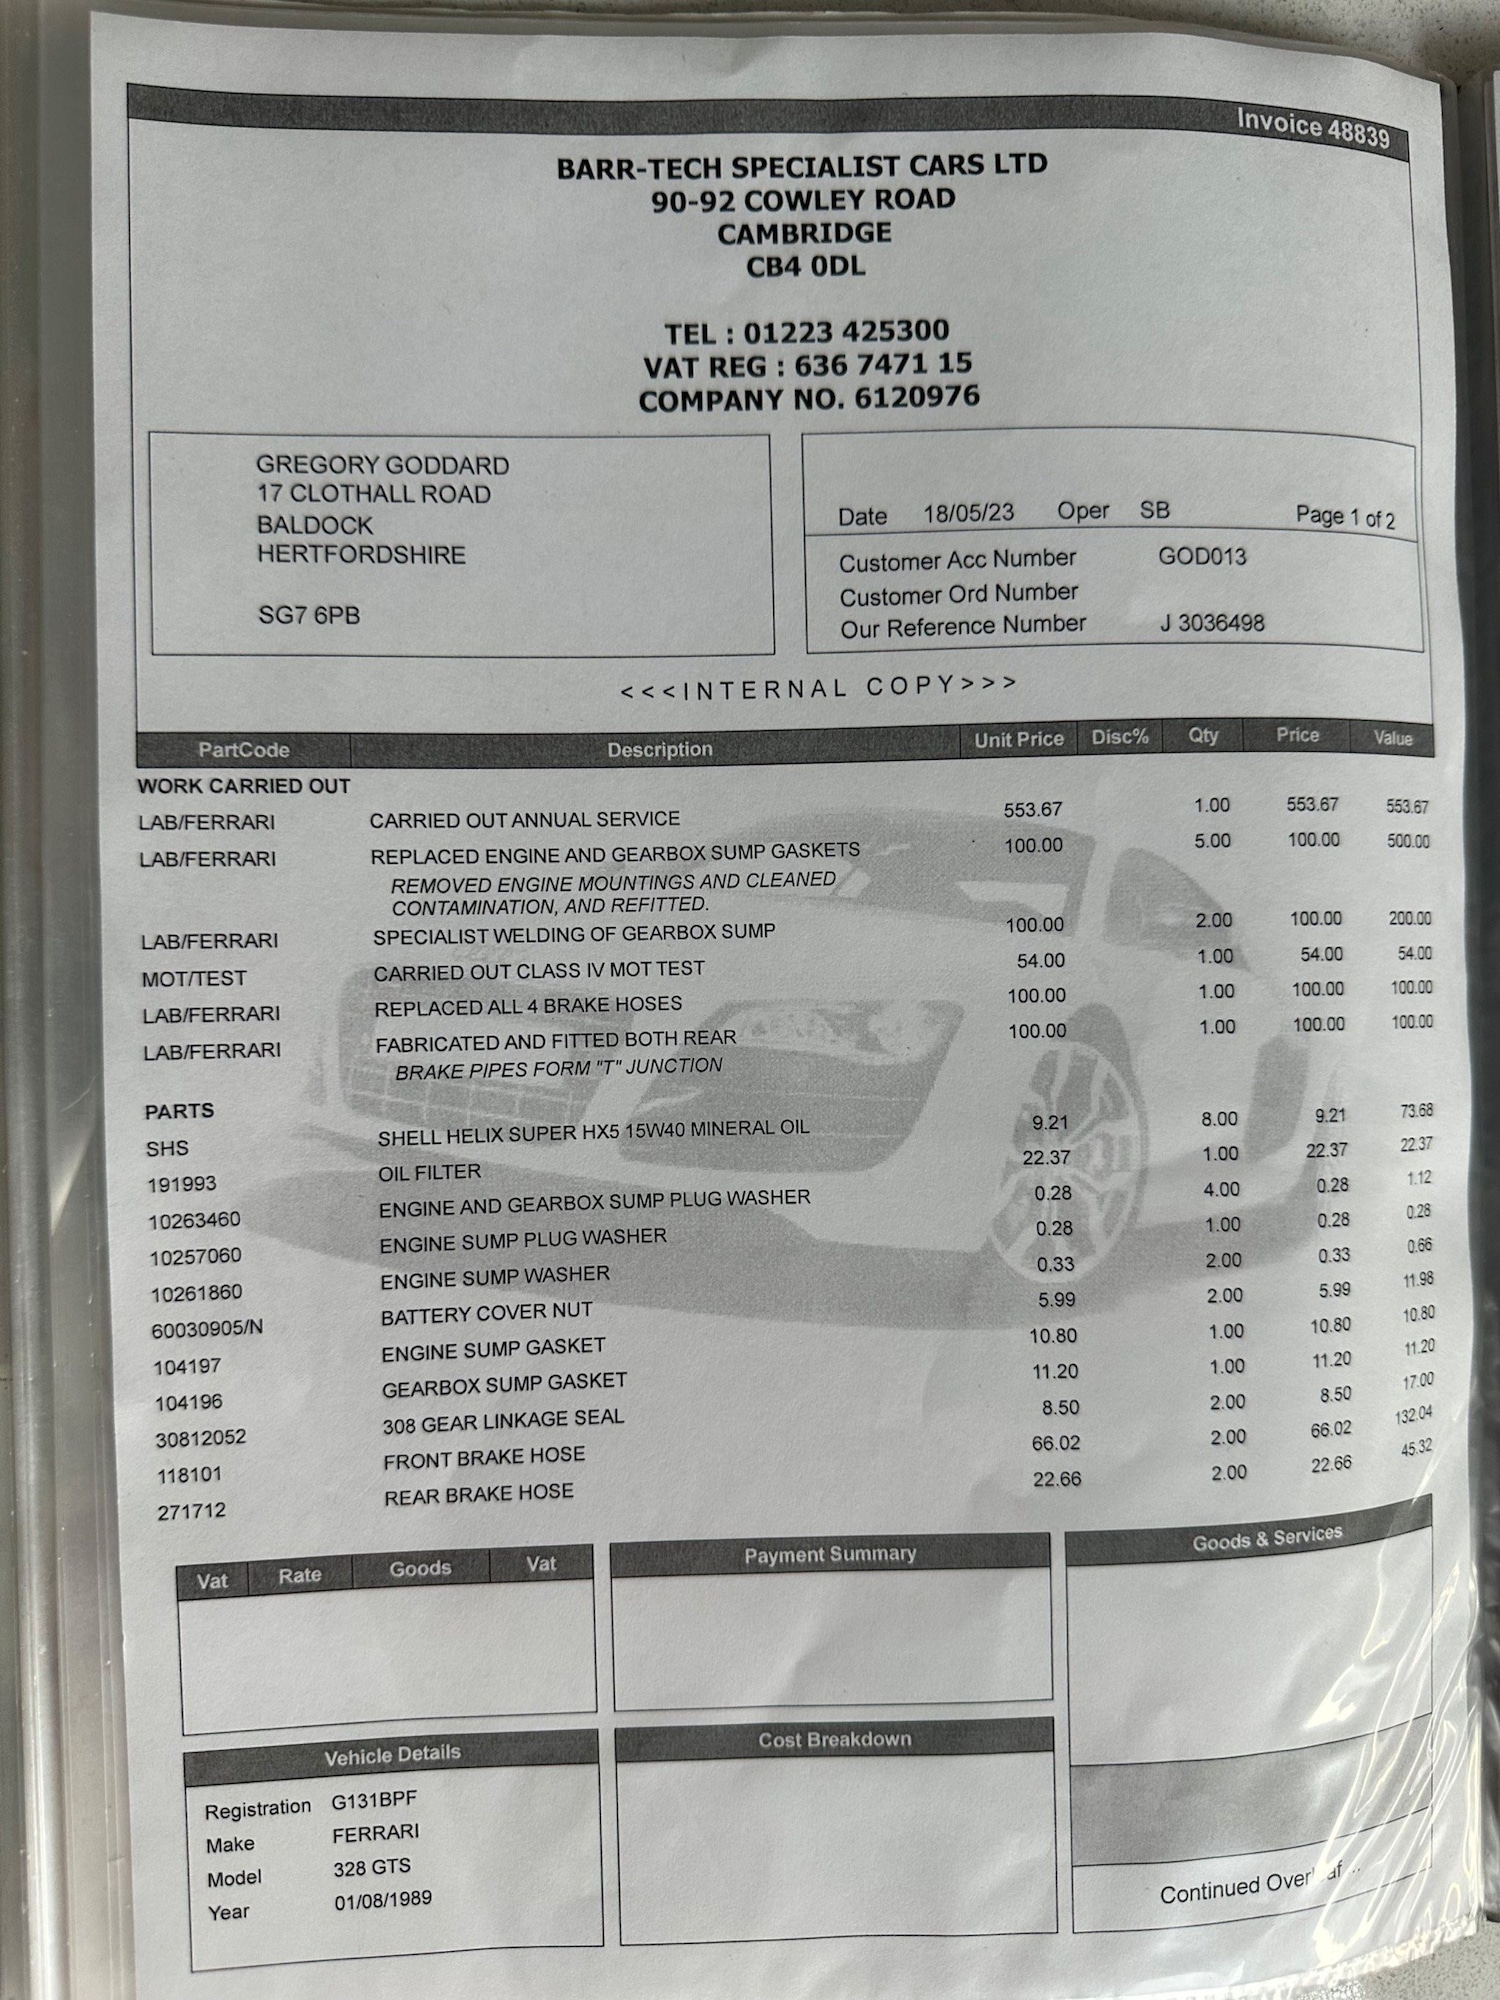 Invoice 48839
BARR-TECH SPECIALIST CARS LTD
90-92 COWLEY ROAD
CAMBRIDGE
CB4 0DL
TEL : 01223 425300
VAT REG : 636 7471 15
COMPANY NO. 6120976
GREGORY GODDARD
17 CLOTHALL ROAD
BALDOCK
HERTFORDSHIRE
SG7 6PB
Date 18/05/23 Oper SB Page 1 of 2
Customer Acc Number GOD013
Customer Ord Number
Our Reference Number J 3036498
<<<INTERNAL COPY>>>
PartCode Description Unit Price Disc% Qty Price Value
WORK CARRIED OUT
LAB/FERRARI CARRIED OUT ANNUAL SERVICE 553.67 1.00 553.67 553.67
LAB/FERRARI REPLACED ENGINE AND GEARBOX SUMP GASKETS 100.00 5.00 100.00 500.00
REMOVED ENGINE MOUNTINGS AND CLEANED
CONTAMINATION, AND REFITTED.
LAB/FERRARI SPECIALIST WELDING OF GEARBOX SUMP 100.00 2.00 100.00 200.00
MOT/TEST CARRIED OUT CLASS IV MOT TEST 54.00 1.00 54.00 54.00
LAB/FERRARI REPLACED ALL 4 BRAKE HOSES 100.00 1.00 100.00 100.00
LAB/FERRARI FABRICATED AND FITTED BOTH REAR 100.00 1.00 100.00 100.00
BRAKE PIPES FORM "T" JUNCTION
PARTS
SHS SHELL HELIX SUPER HX5 15W40 MINERAL OIL 9.21 8.00 9.21 73.68
191993 OIL FILTER 22.37 1.00 22.37 22.37
10263460 ENGINE AND GEARBOX SUMP PLUG WASHER 0.28 4.00 0.28 1.12
10257060 ENGINE SUMP PLUG WASHER 0.28 1.00 0.28 0.28
10261860 ENGINE SUMP WASHER 0.33 2.00 0.33 0.66
60030905/N BATTERY COVER NUT 5.99 2.00 5.99 11.98
104197 ENGINE SUMP GASKET 10.80 1.00 10.80 10.80
104196 GEARBOX SUMP GASKET 11.20 1.00 11.20 11.20
30812052 308 GEAR LINKAGE SEAL 8.50 2.00 8.50 17.00
118101 FRONT BRAKE HOSE 66.02 2.00 66.02 132.04
271712 REAR BRAKE HOSE 22.66 2.00 22.66 45.32
Vat Rate Goods Vat
Payment Summary
Goods & Services
Vehicle Details
Registration G131BPF
Make FERRARI
Model 328 GTS
Year 01/08/1989
Cost Breakdown
Continued Overleaf ..